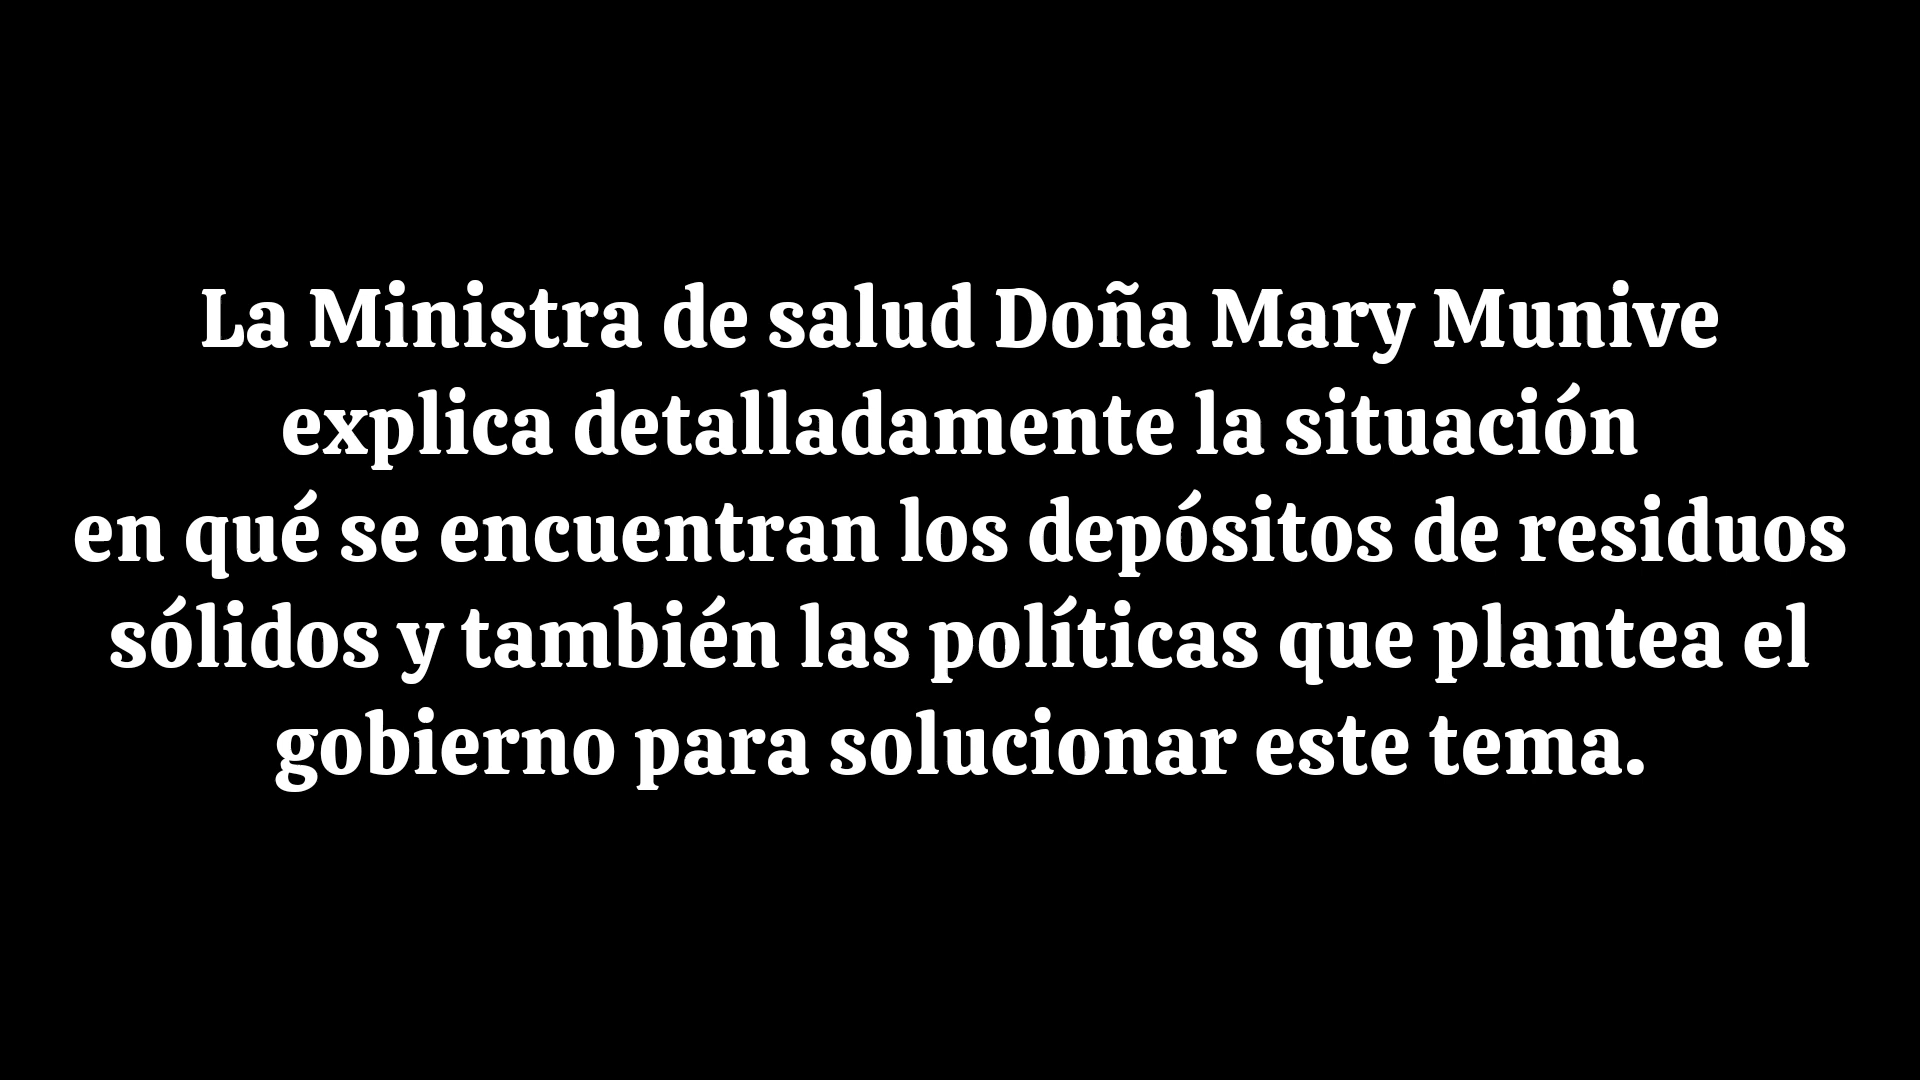 La Ministra de salud Doña Mary Munive
explica detalladamente la situación
en qué se encuentran los depósitos de residuos
sólidos y también las políticas que plantea el
gobierno para solucionar este tema.